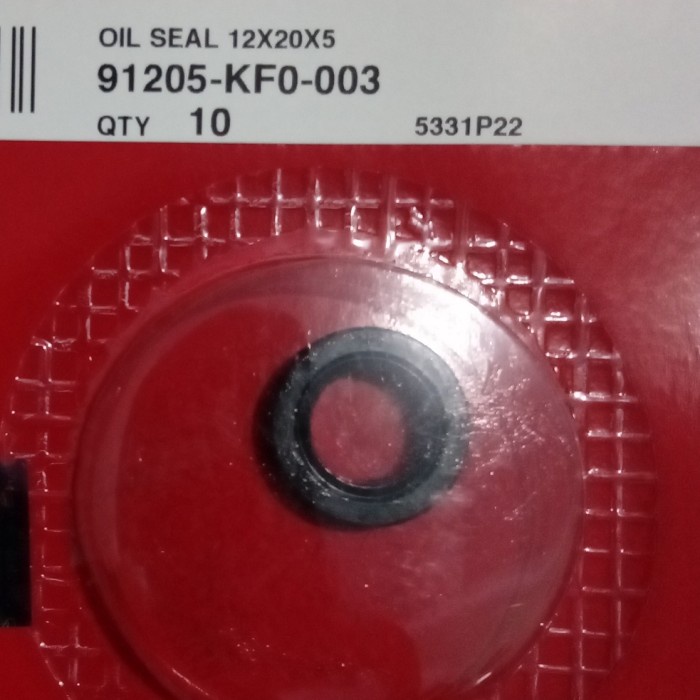 OIL SEAL 12X20X5
91205-KF0-003
QTY 10 5331P22